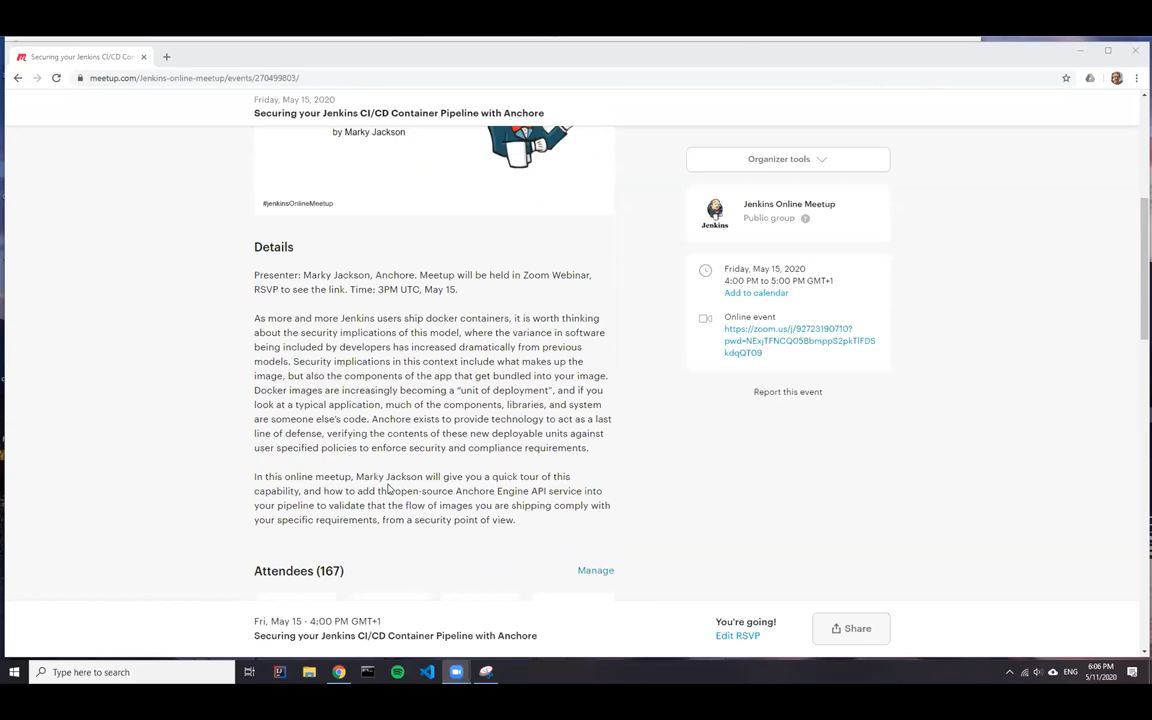 Securing your Jenkins CI/CD Con
meetup.com/Jenkins-online-meetup/events/270499803/
Friday, May 15, 2020
Securing your Jenkins CI/CD Container Pipeline with Anchore
by Marky Jackson
#jenkinsOnlineMeetup
Organizer tools
Jenkins Online Meetup
Public group
Jenkins
Friday, May 15, 2020
4:00 PM to 5:00 PM GMT+1
Add to calendar
Online event
https://zoom.us/j/92723190710?
pwd=NExjTFNCQ05BbmppS2pkTlFDS
kdqQT09
Report this event
Details
Presenter: Marky Jackson, Anchore. Meetup will be held in Zoom Webinar,
RSVP to see the link. Time: 3PM UTC, May 15.
As more and more Jenkins users ship docker containers, it is worth thinking
about the security implications of this model, where the variance in software
being included by developers has increased dramatically from previous
models. Security implications in this context include what makes up the
image, but also the components of the app that get bundled into your image.
Docker images are increasingly becoming a “unit of deployment”, and if you
look at a typical application, much of the components, libraries, and system
are someone else’s code. Anchore exists to provide technology to act as a last
line of defense, verifying the contents of these new deployable units against
user specified policies to enforce security and compliance requirements.
In this online meetup, Marky Jackson will give you a quick tour of this
capability, and how to add the open-source Anchore Engine API service into
your pipeline to validate that the flow of images you are shipping comply with
your specific requirements, from a security point of view.
Attendees (167)
Manage
Fri, May 15 · 4:00 PM GMT+1
Securing your Jenkins CI/CD Container Pipeline with Anchore
You're going!
Edit RSVP
Share
Type here to search
ENG
6:06 PM
5/11/2020